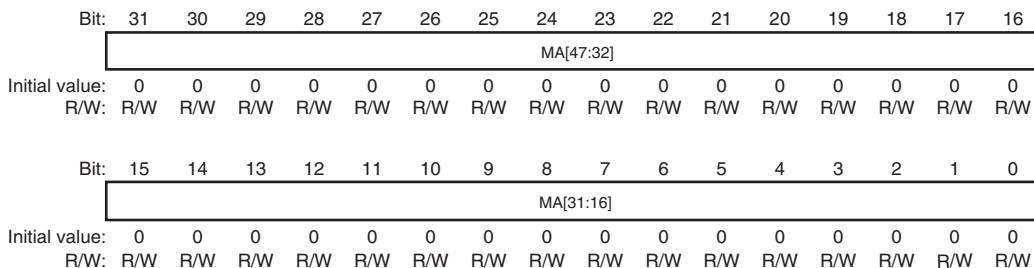 Bit: 31 30 29 28 27 26 25 24 23 22 21 20 19 18 17 16
MA[47:32]
Initial value: 0 0 0 0 0 0 0 0 0 0 0 0 0 0 0 0
R/W: R/W R/W R/W R/W R/W R/W R/W R/W R/W R/W R/W R/W R/W R/W R/W R/W
Bit: 15 14 13 12 11 10 9 8 7 6 5 4 3 2 1 0
MA[31:16]
Initial value: 0 0 0 0 0 0 0 0 0 0 0 0 0 0 0 0
R/W: R/W R/W R/W R/W R/W R/W R/W R/W R/W R/W R/W R/W R/W R/W R/W R/W